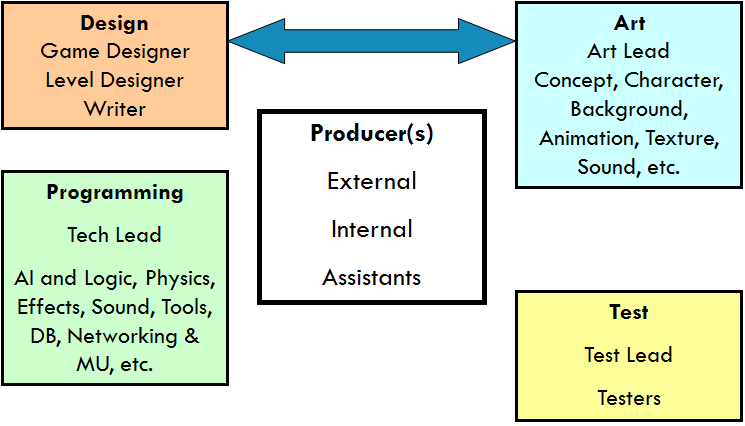 Design
Game Designer
Level Designer
Writer
Art
Art Lead
Concept, Character,
Background,
Animation, Texture,
Sound, etc.
Producer(s)
External
Internal
Assistants
Programming
Tech Lead
AI and Logic, Physics,
Effects, Sound, Tools,
DB, Networking &
MU, etc.
Test
Test Lead
Testers